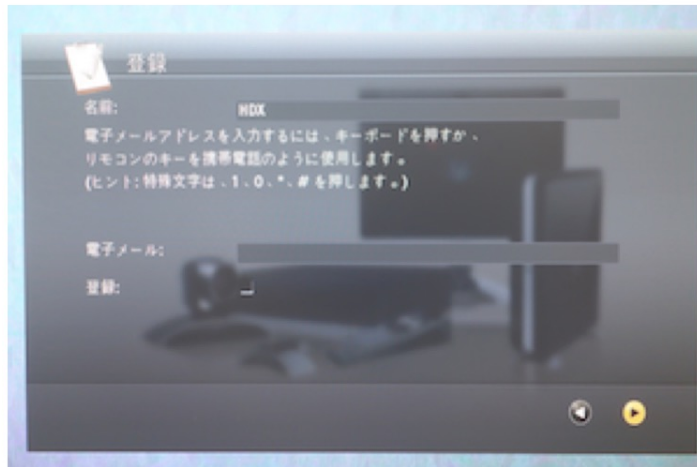 登録
名前: HDX
電子メールアドレスを入力するには、キーボードを押すか、
リモコンのキーを携帯電話のように使用します。
(ヒント:特殊文字は、1、0、*、#を押します。)
電子メール:
登録: